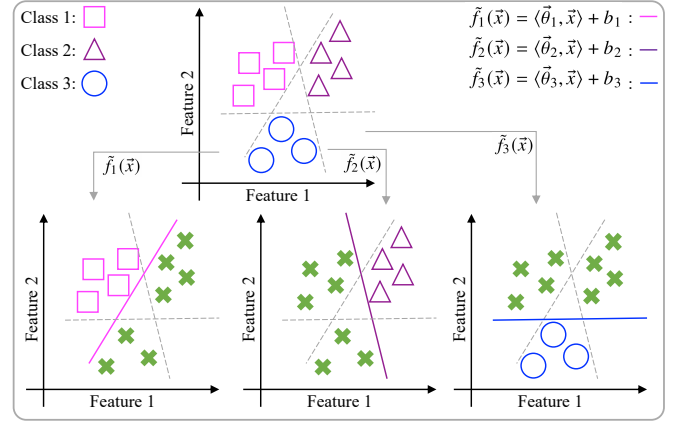 Class 1:
Class 2:
Class 3:
f̃₁(x⃗) = ⟨θ⃗₁, x⃗⟩ + b₁ :
f̃₂(x⃗) = ⟨θ⃗₂, x⃗⟩ + b₂ :
f̃₃(x⃗) = ⟨θ⃗₃, x⃗⟩ + b₃ :
Feature 2
Feature 1
f̃₁(x⃗)
f̃₂(x⃗)
f̃₃(x⃗)
Feature 2
Feature 1
Feature 2
Feature 1
Feature 2
Feature 1